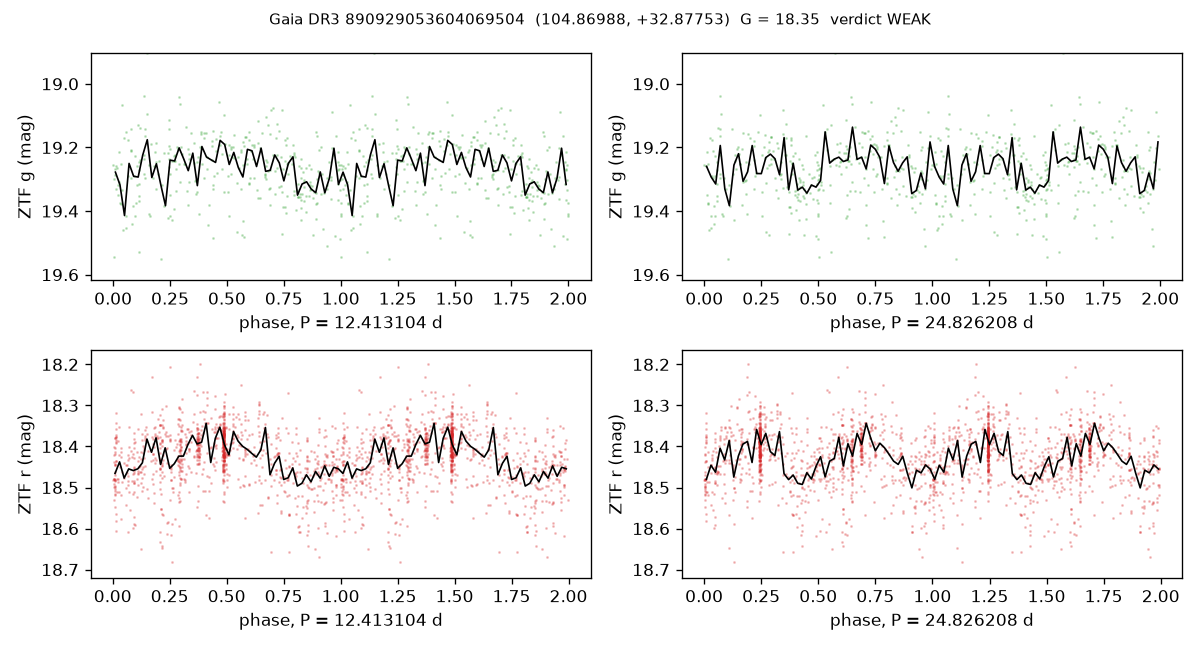 Gaia DR3 890929053604069504 (104.86988, +32.87753) G = 18.35 verdict WEAK
ZTF g (mag)
19.0
19.2
19.4
19.6
0.00 0.25 0.50 0.75 1.00 1.25 1.50 1.75 2.00
phase, P = 12.413104 d
ZTF g (mag)
19.0
19.2
19.4
19.6
0.00 0.25 0.50 0.75 1.00 1.25 1.50 1.75 2.00
phase, P = 24.826208 d
ZTF r (mag)
18.2
18.3
18.4
18.5
18.6
18.7
0.00 0.25 0.50 0.75 1.00 1.25 1.50 1.75 2.00
phase, P = 12.413104 d
ZTF r (mag)
18.2
18.3
18.4
18.5
18.6
18.7
0.00 0.25 0.50 0.75 1.00 1.25 1.50 1.75 2.00
phase, P = 24.826208 d